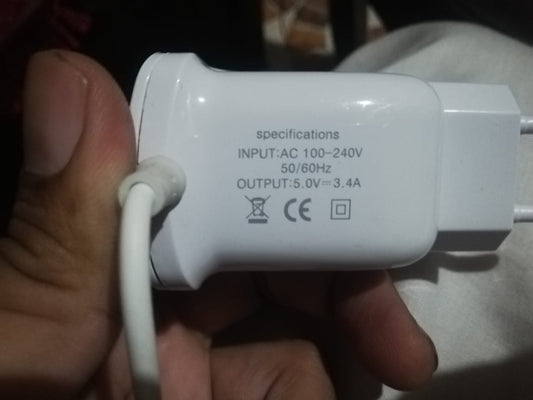 specifications
INPUT:AC 100-240V
50/60Hz
OUTPUT:5.0V⎓3.4A
CE